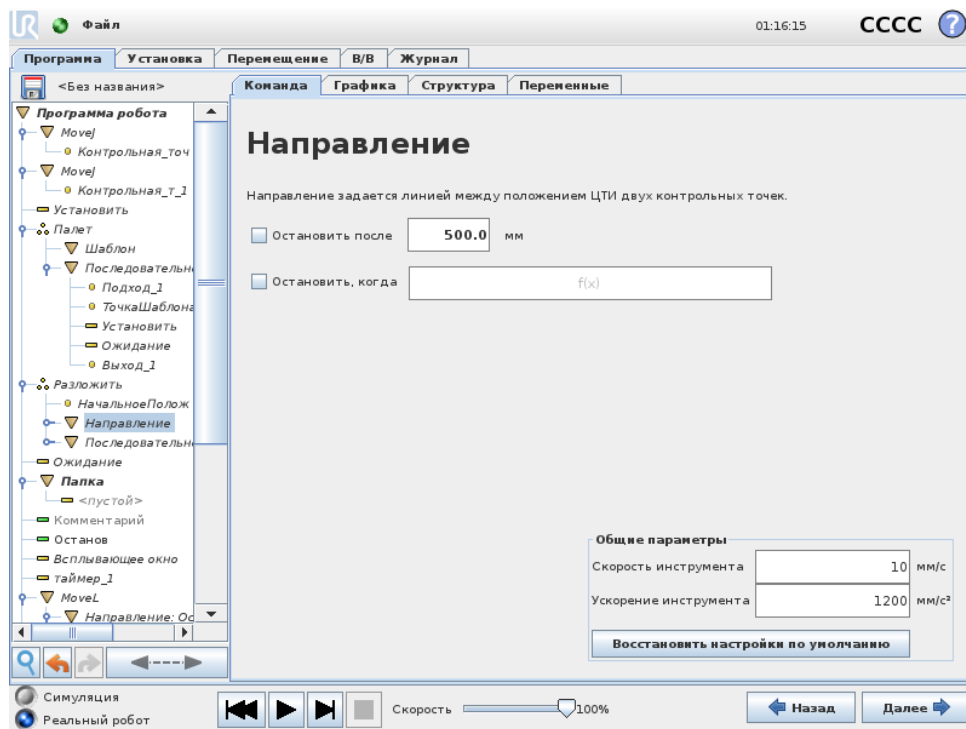 UR Файл 01:16:15 CCCC ?
Программа Установка Перемещение В/В Журнал
<Без названия>
Команда Графика Структура Переменные
Программа робота
MoveJ
Контрольная_точ
MoveJ
Контрольная_т_1
Установить
Палет
Шаблон
Последовательн
Подход_1
ТочкаШаблона
Установить
Ожидание
Выход_1
Разложить
НачальноеПолож
Направление
Последовательн
Ожидание
Папка
<пустой>
Комментарий
Останов
Всплывающее окно
таймер_1
MoveL
Направление: Ос
Направление
Направление задается линией между положением ЦТИ двух контрольных точек.
Остановить после 500.0 мм
Остановить, когда f(x)
Общие параметры
Скорость инструмента 10 мм/с
Ускорение инструмента 1200 мм/с²
Восстановить настройки по умолчанию
Симуляция
Реальный робот
Скорость 100%
Назад Далее